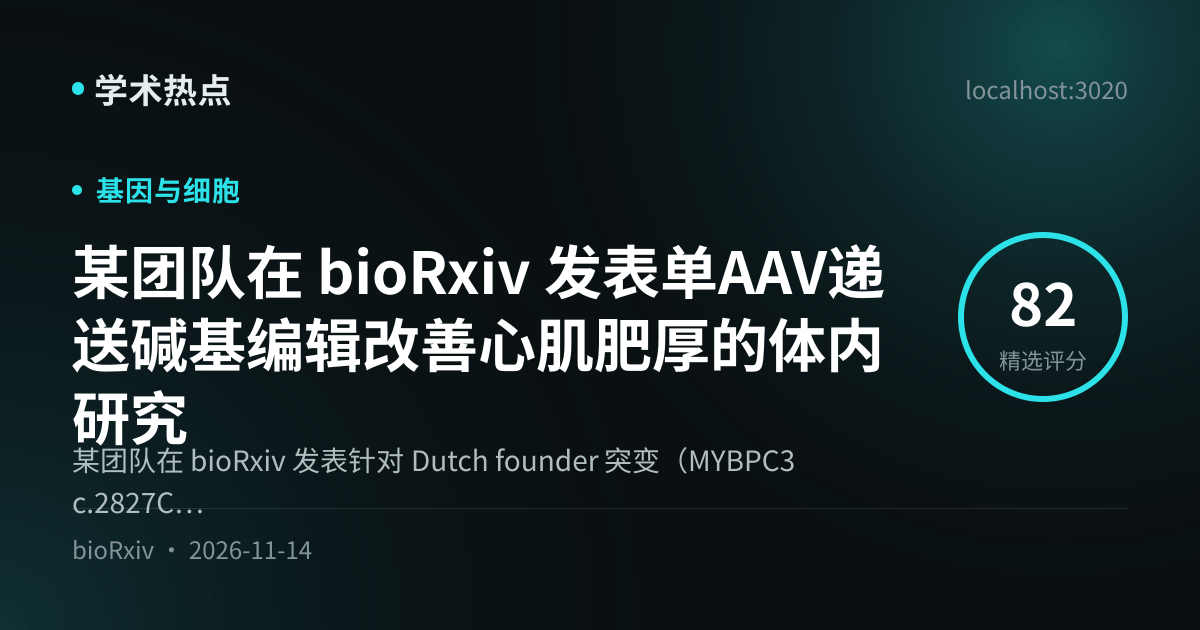 学术热点
localhost:3020
基因与细胞
某团队在 bioRxiv 发表单AAV递
送碱基编辑改善心肌肥厚的体内
研究
82
精选评分
某团队在 bioRxiv 发表针对 Dutch founder 突变（MYBPC3
c.2827C…
bioRxiv · 2026-11-14